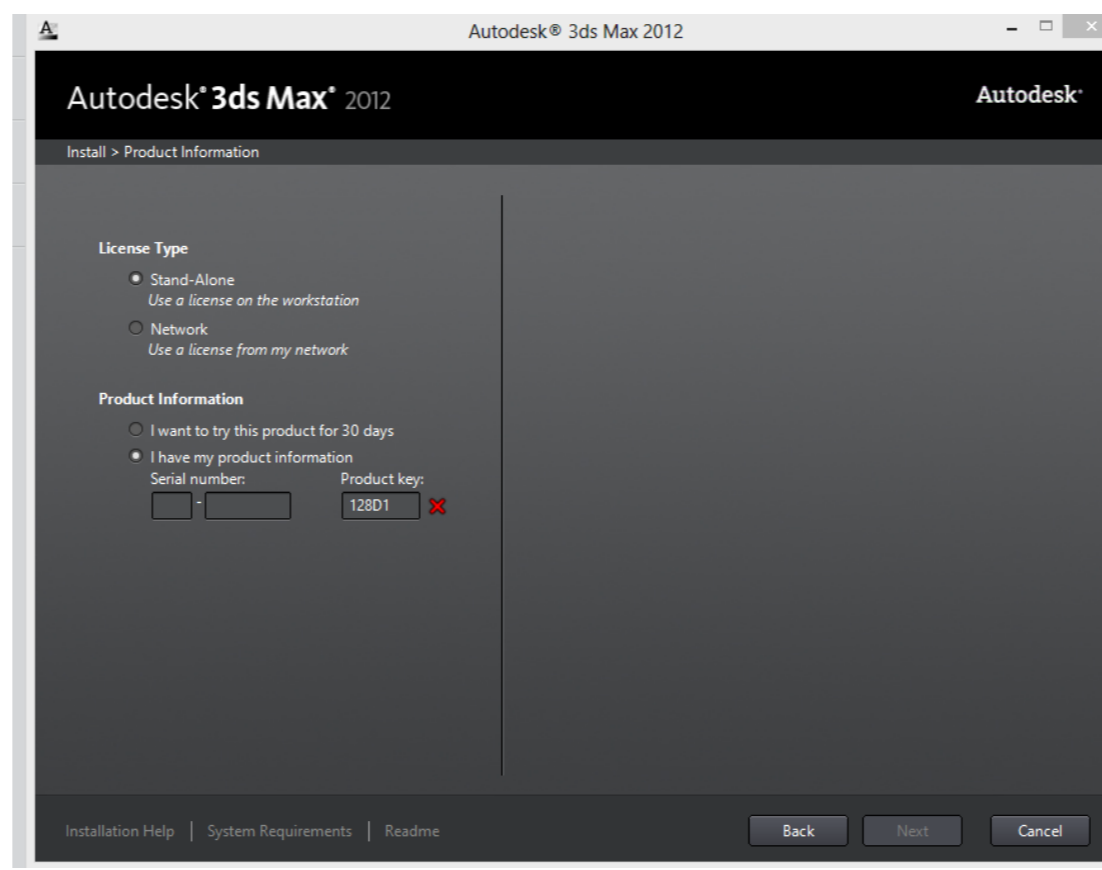 Autodesk® 3ds Max 2012
Autodesk® 3ds Max® 2012
Autodesk®
Install > Product Information
License Type
Stand-Alone
Use a license on the workstation
Network
Use a license from my network
Product Information
I want to try this product for 30 days
I have my product information
Serial number: Product key:
- 128D1
Installation Help | System Requirements | Readme
Back Next Cancel